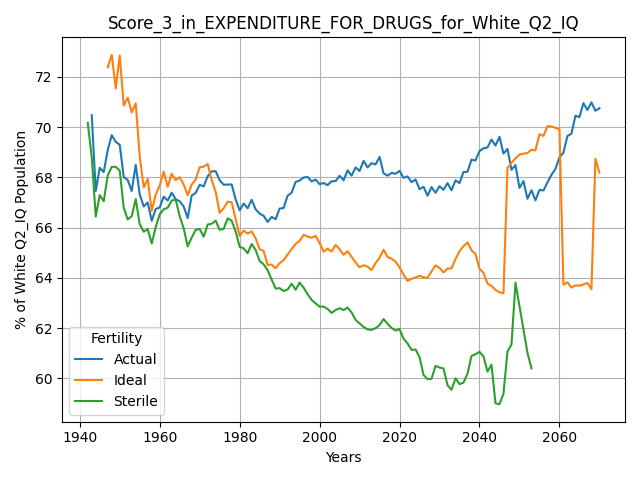 Score_3_in_EXPENDITURE_FOR_DRUGS_for_White_Q2_IQ
% of White Q2_IQ Population
72
70
68
66
64
62
60
Fertility
Actual
Ideal
Sterile
1940 1960 1980 2000 2020 2040 2060
Years